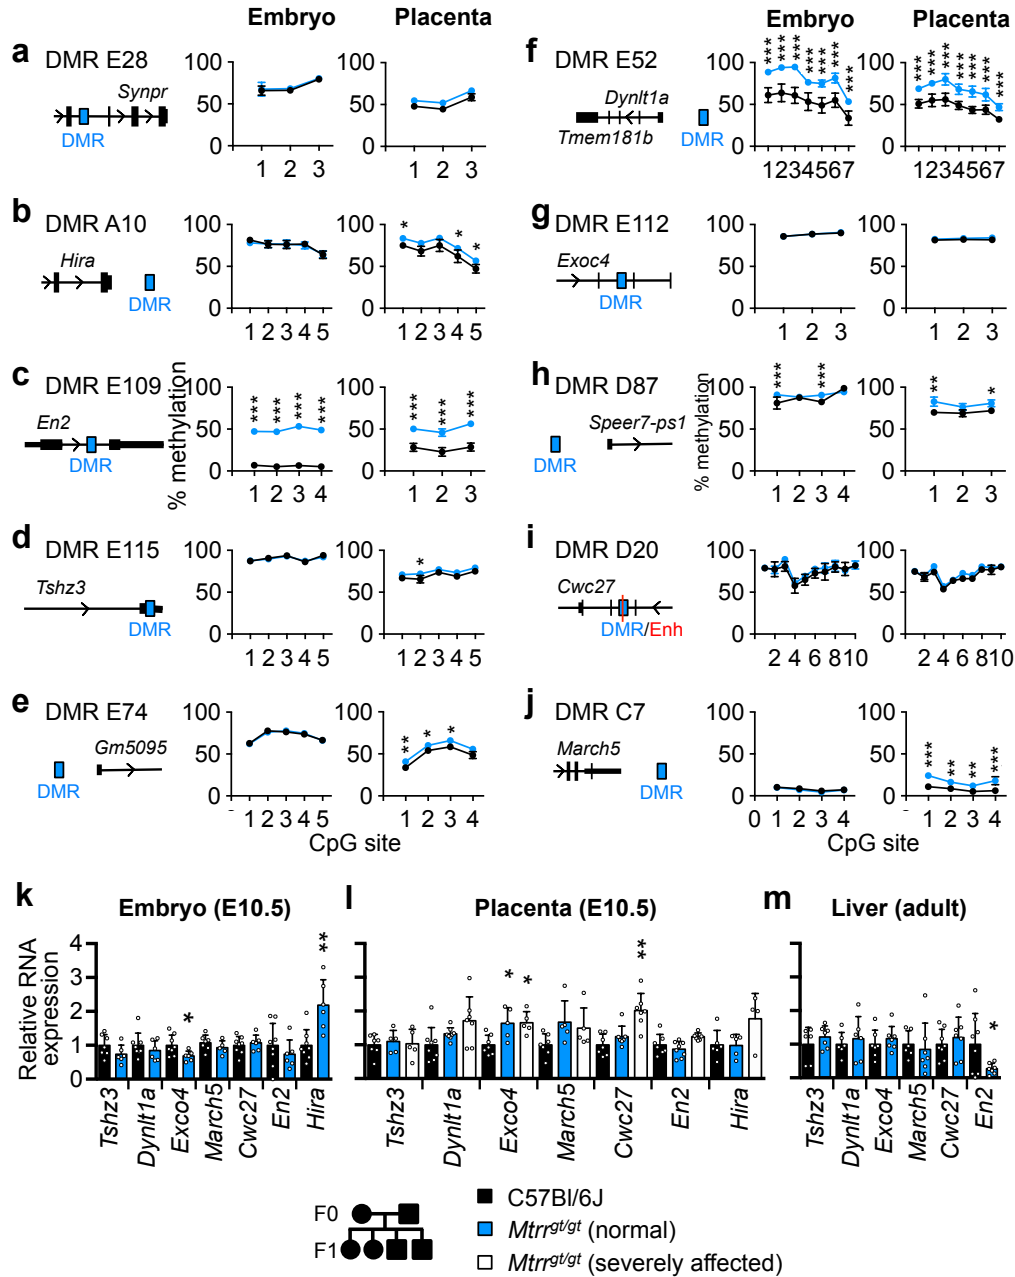 Embryo Placenta
a DMR E28
Synpr
DMR
100
50
0
1 2 3
100
50
0
1 2 3
b DMR A10
Hira
DMR
100
50
0
1 2 3 4 5
100
50
0
* * *
1 2 3 4 5
c DMR E109
En2
DMR
% methylation
100
50
0
*** *** *** ***
1 2 3 4
100
50
0
*** *** ***
1 2 3
d DMR E115
Tshz3
DMR
100
50
0
1 2 3 4 5
100
50
0
*
1 2 3 4 5
e DMR E74
Gm5095
DMR
100
50
0
1 2 3 4 5
100
50
0
** * *
1 2 3 4
CpG site
Embryo Placenta
f DMR E52
Dynlt1a
Tmem181b
DMR
100
50
0
*** *** *** *** *** *** ***
1234567
100
50
0
*** *** *** *** *** *** ***
1234567
g DMR E112
Exoc4
DMR
100
50
0
1 2 3
100
50
0
1 2 3
h DMR D87
Speer7-ps1
DMR
% methylation
100
50
0
*** ***
1 2 3 4
100
50
0
** *
1 2 3
i DMR D20
Cwc27
DMR/Enh
100
50
0
2 4 6 810
100
50
0
2 4 6 810
j DMR C7
March5
DMR
100
50
0
0 1 2 3 4
100
50
*** ** ** ***
1 2 3 4
CpG site
k Embryo (E10.5)
Relative RNA
expression
4
3
2
1
0
* **
Tshz3 Dynlt1a Exco4 March5 Cwc27 En2 Hira
l Placenta (E10.5)
* * **
Tshz3 Dynlt1a Exco4 March5 Cwc27 En2 Hira
m Liver (adult)
*
Tshz3 Dynlt1a Exco4 March5 Cwc27 En2
F0
F1
C57Bl/6J
Mtrrgt/gt (normal)
Mtrrgt/gt (severely affected)